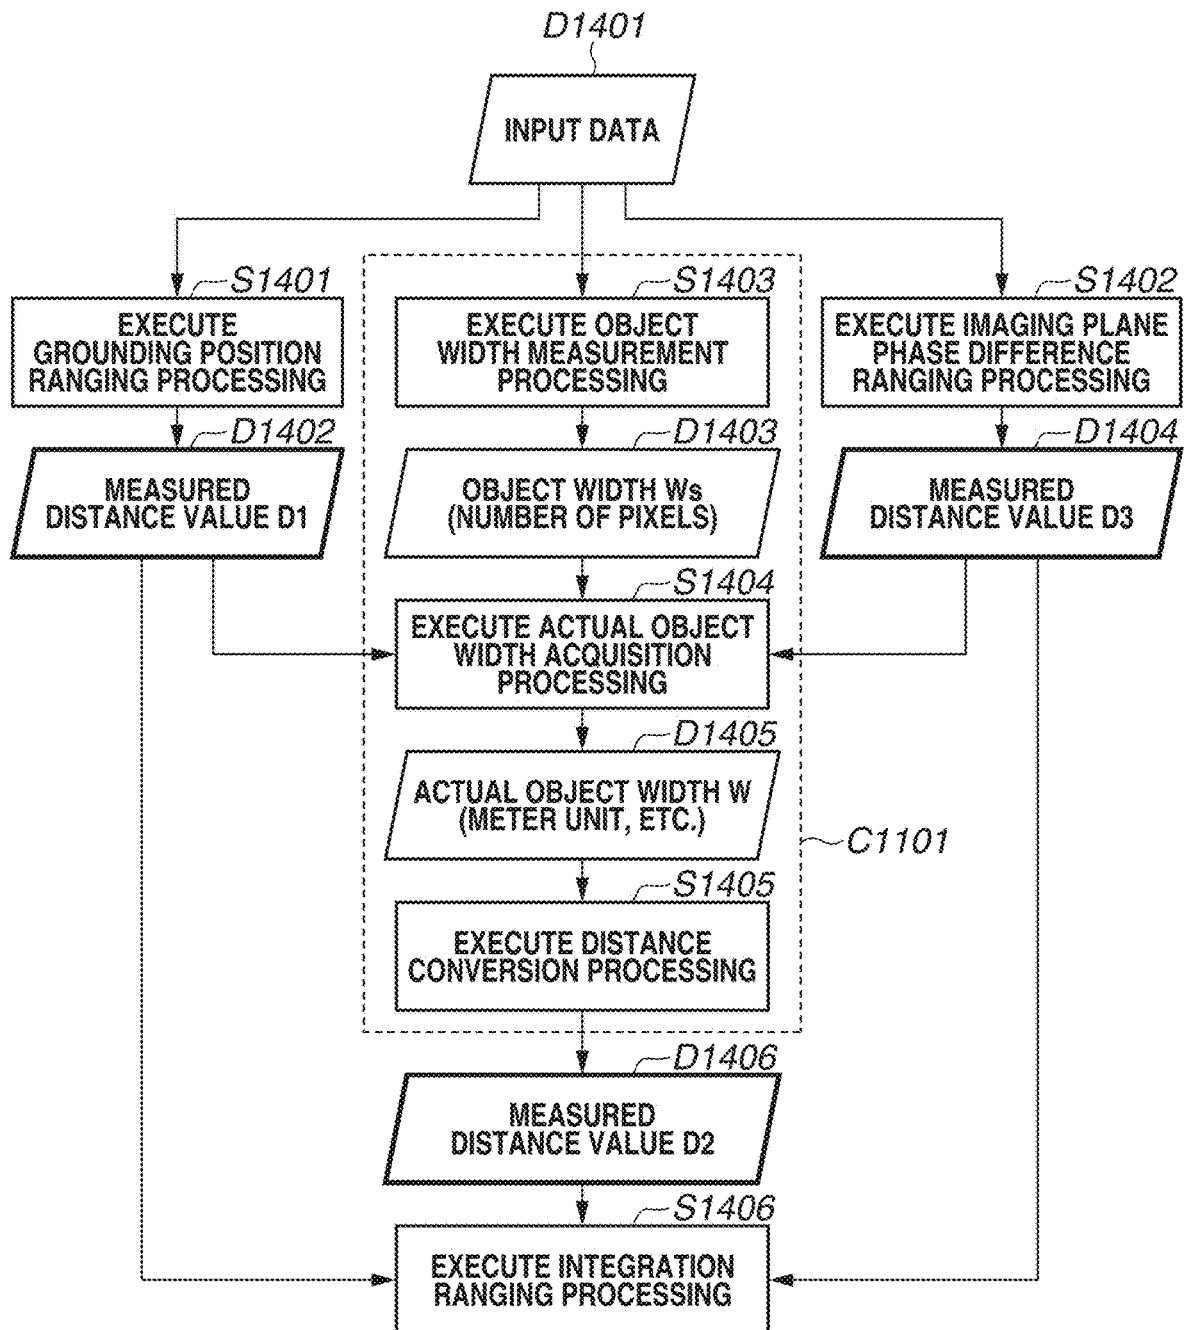 D1401
INPUT DATA
S1401
EXECUTE
GROUNDING POSITION
RANGING PROCESSING
S1403
EXECUTE OBJECT
WIDTH MEASUREMENT
PROCESSING
S1402
EXECUTE IMAGING PLANE
PHASE DIFFERENCE
RANGING PROCESSING
D1402
MEASURED
DISTANCE VALUE D1
D1403
OBJECT WIDTH Ws
(NUMBER OF PIXELS)
D1404
MEASURED
DISTANCE VALUE D3
S1404
EXECUTE ACTUAL OBJECT
WIDTH ACQUISITION
PROCESSING
D1405
ACTUAL OBJECT WIDTH W
(METER UNIT, ETC.)
C1101
S1405
EXECUTE DISTANCE
CONVERSION PROCESSING
D1406
MEASURED
DISTANCE VALUE D2
S1406
EXECUTE INTEGRATION
RANGING PROCESSING